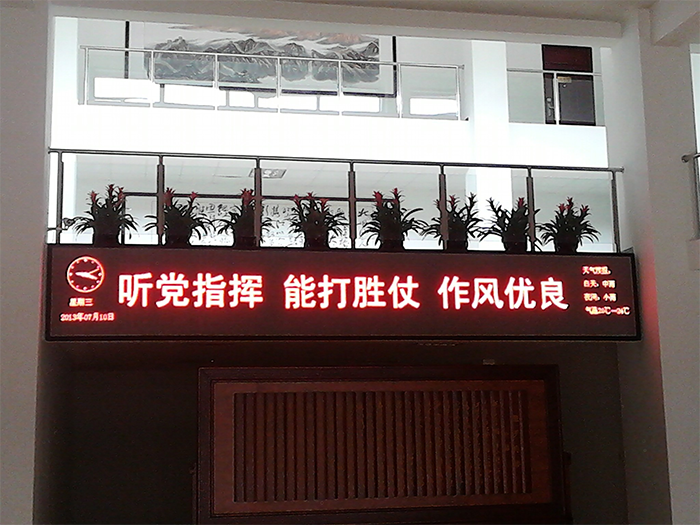 星期三
2013年07月10日
听党指挥 能打胜仗 作风优良
天气预报:
白天: 中雨
夜间: 小雨